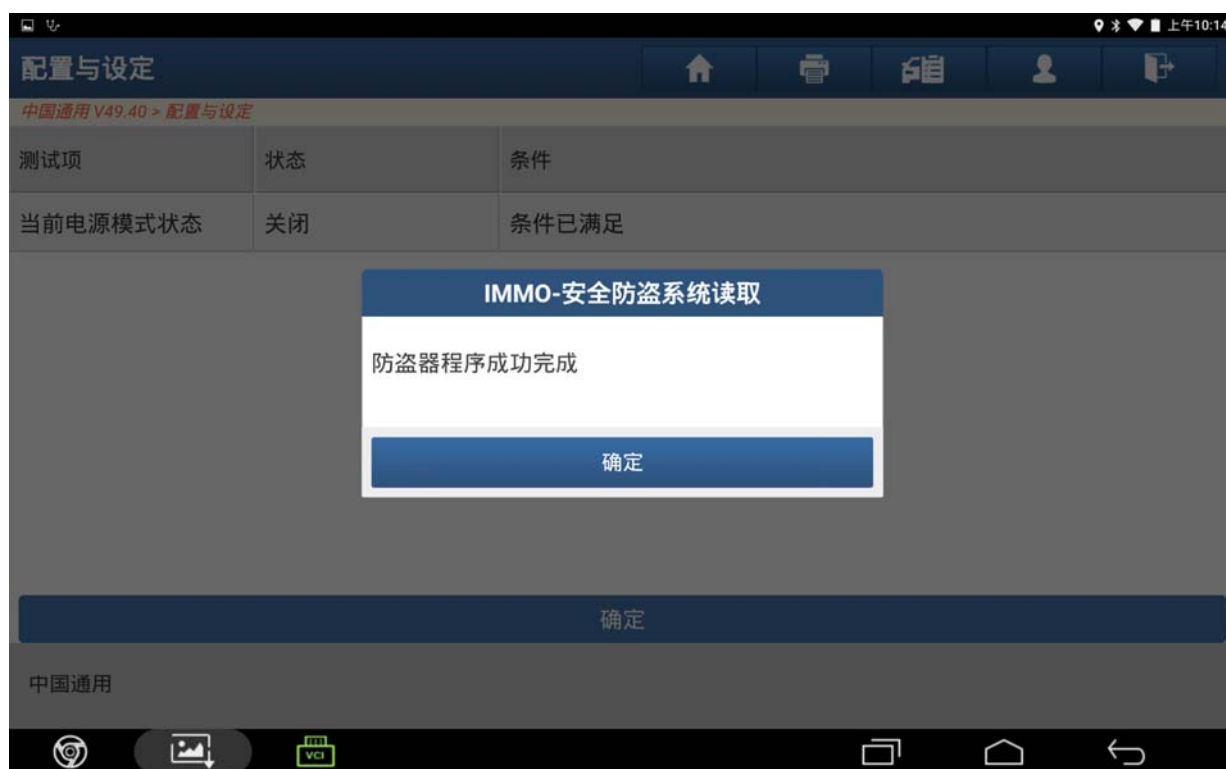 上午10:14
配置与设定
中国通用 V49.40 > 配置与设定
测试项 状态 条件
当前电源模式状态 关闭 条件已满足
IMMO-安全防盗系统读取
防盗器程序成功完成
确定
确定
中国通用
VCI